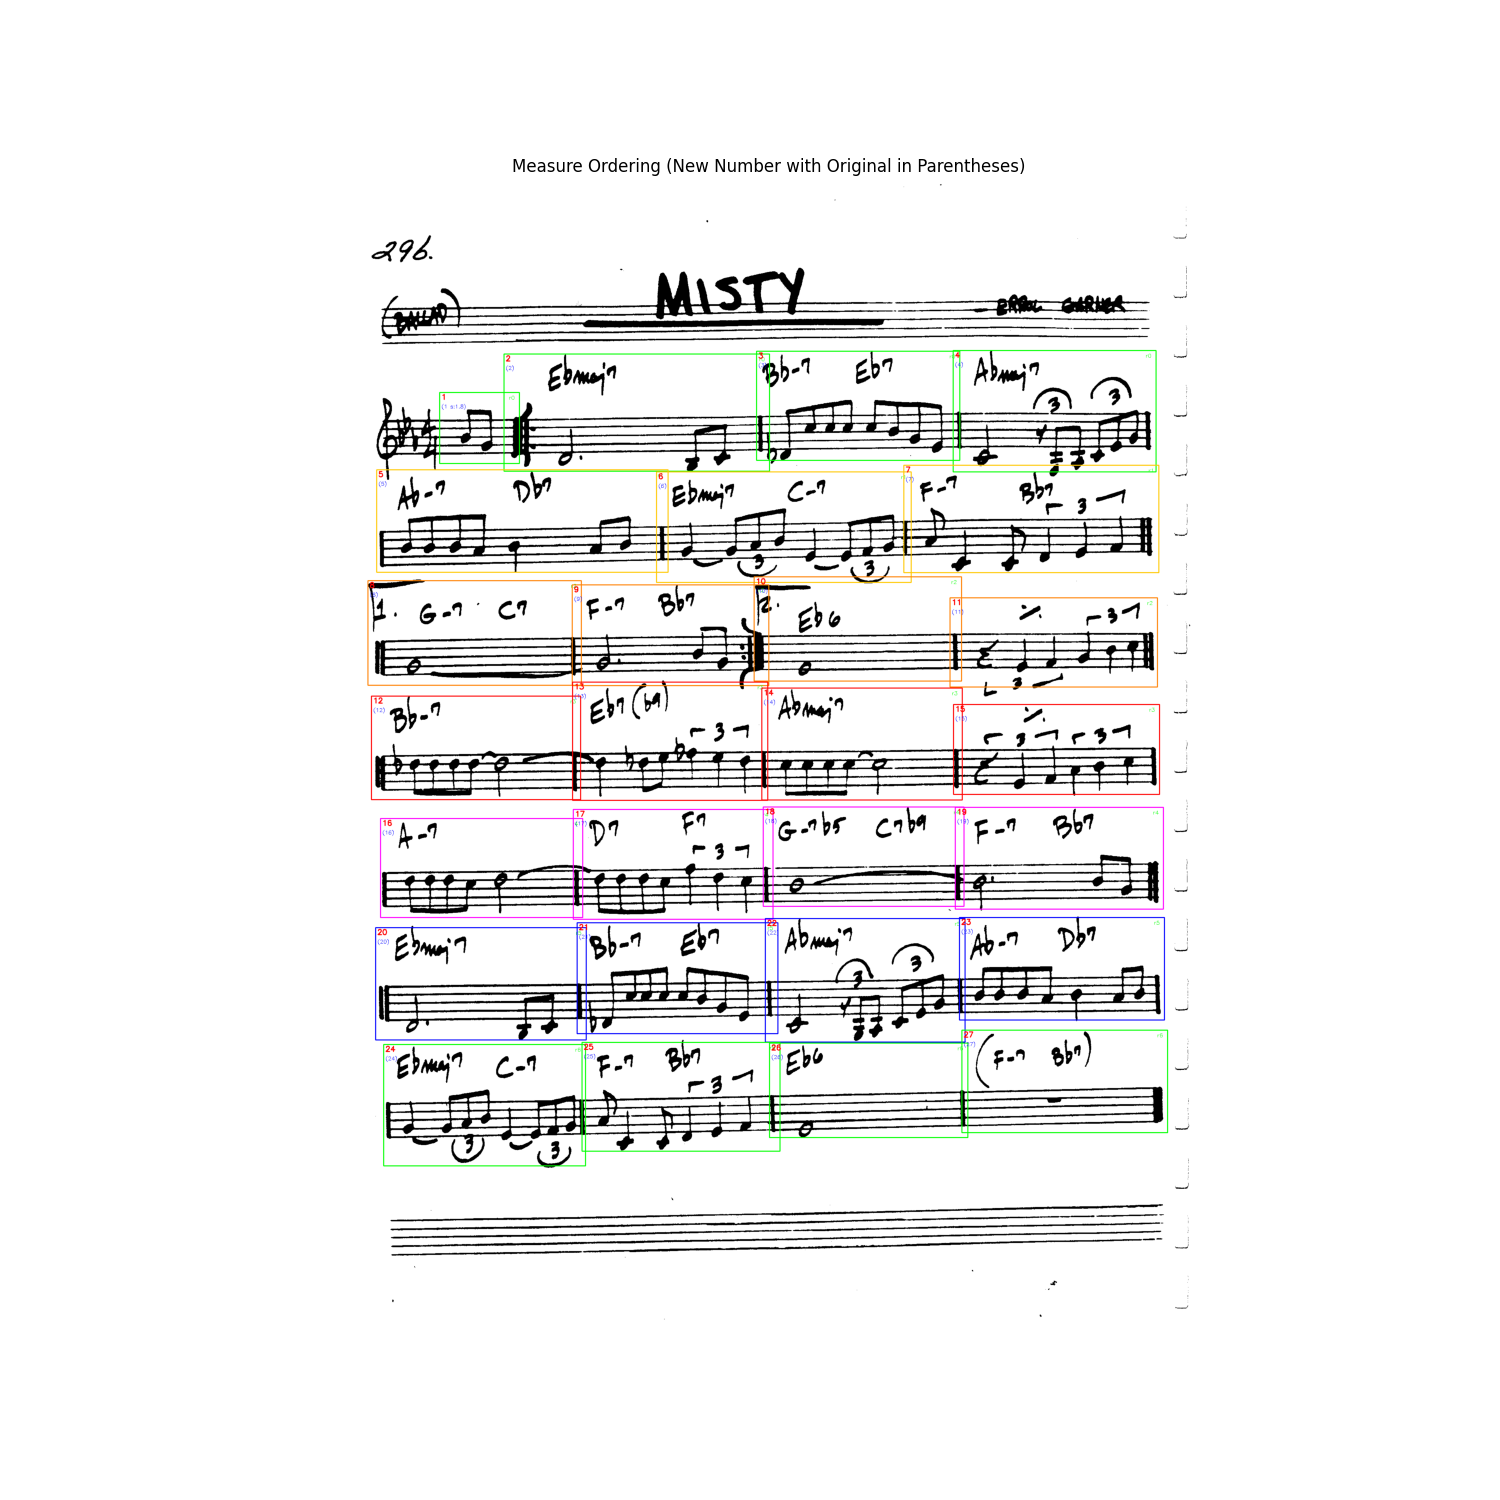 Measure Ordering (New Number with Original in Parentheses)
296.
MISTY
(BALLAD)
- ERROL GARNER
1 2 3 4
(2) (4)
Ebmaj7 Bb-7 Eb7 Abmaj7
3 3
5 6 7
(5) (6) (7)
Ab-7 Db7 Ebmaj7 C-7 F-7 Bb7
3 3 3
9 10 11
(9) (11)
1. G-7 C7 F-7 Bb7 2. Eb6 ٪
3
3
12 13 14 15
(12) (13) (14) (15)
Bb-7 Eb7(b9) Abmaj7 ٪
3 3 3
16 17 18 19
(16) (17) (18) (19)
A-7 D7 F7 G-7b5 C7b9 F-7 Bb7
3
20 21 22 23
(20) (21) (22) (23)
Ebmaj7 Bb-7 Eb7 Abmaj7 Ab-7 Db7
3 3
24 25 26 27
(24) (25) (26) (27)
Ebmaj7 C-7 F-7 Bb7 Eb6 (F-7 Bb7)
3 3 3